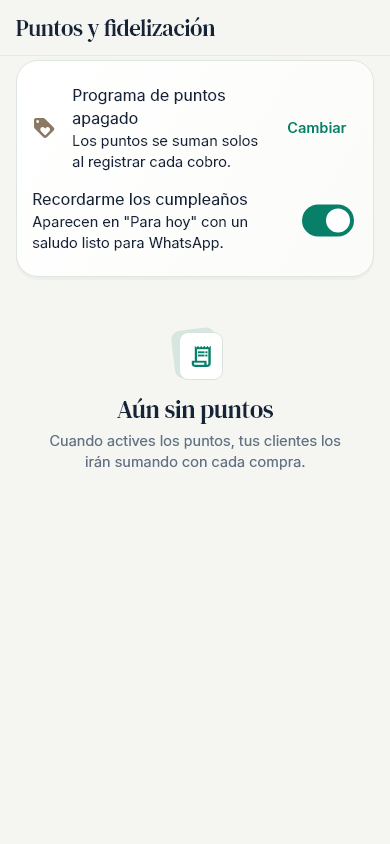 Puntos y fidelización
Programa de puntos
apagado
Los puntos se suman solos
al registrar cada cobro.
Cambiar
Recordarme los cumpleaños
Aparecen en "Para hoy" con un
saludo listo para WhatsApp.
Aún sin puntos
Cuando actives los puntos, tus clientes los
irán sumando con cada compra.